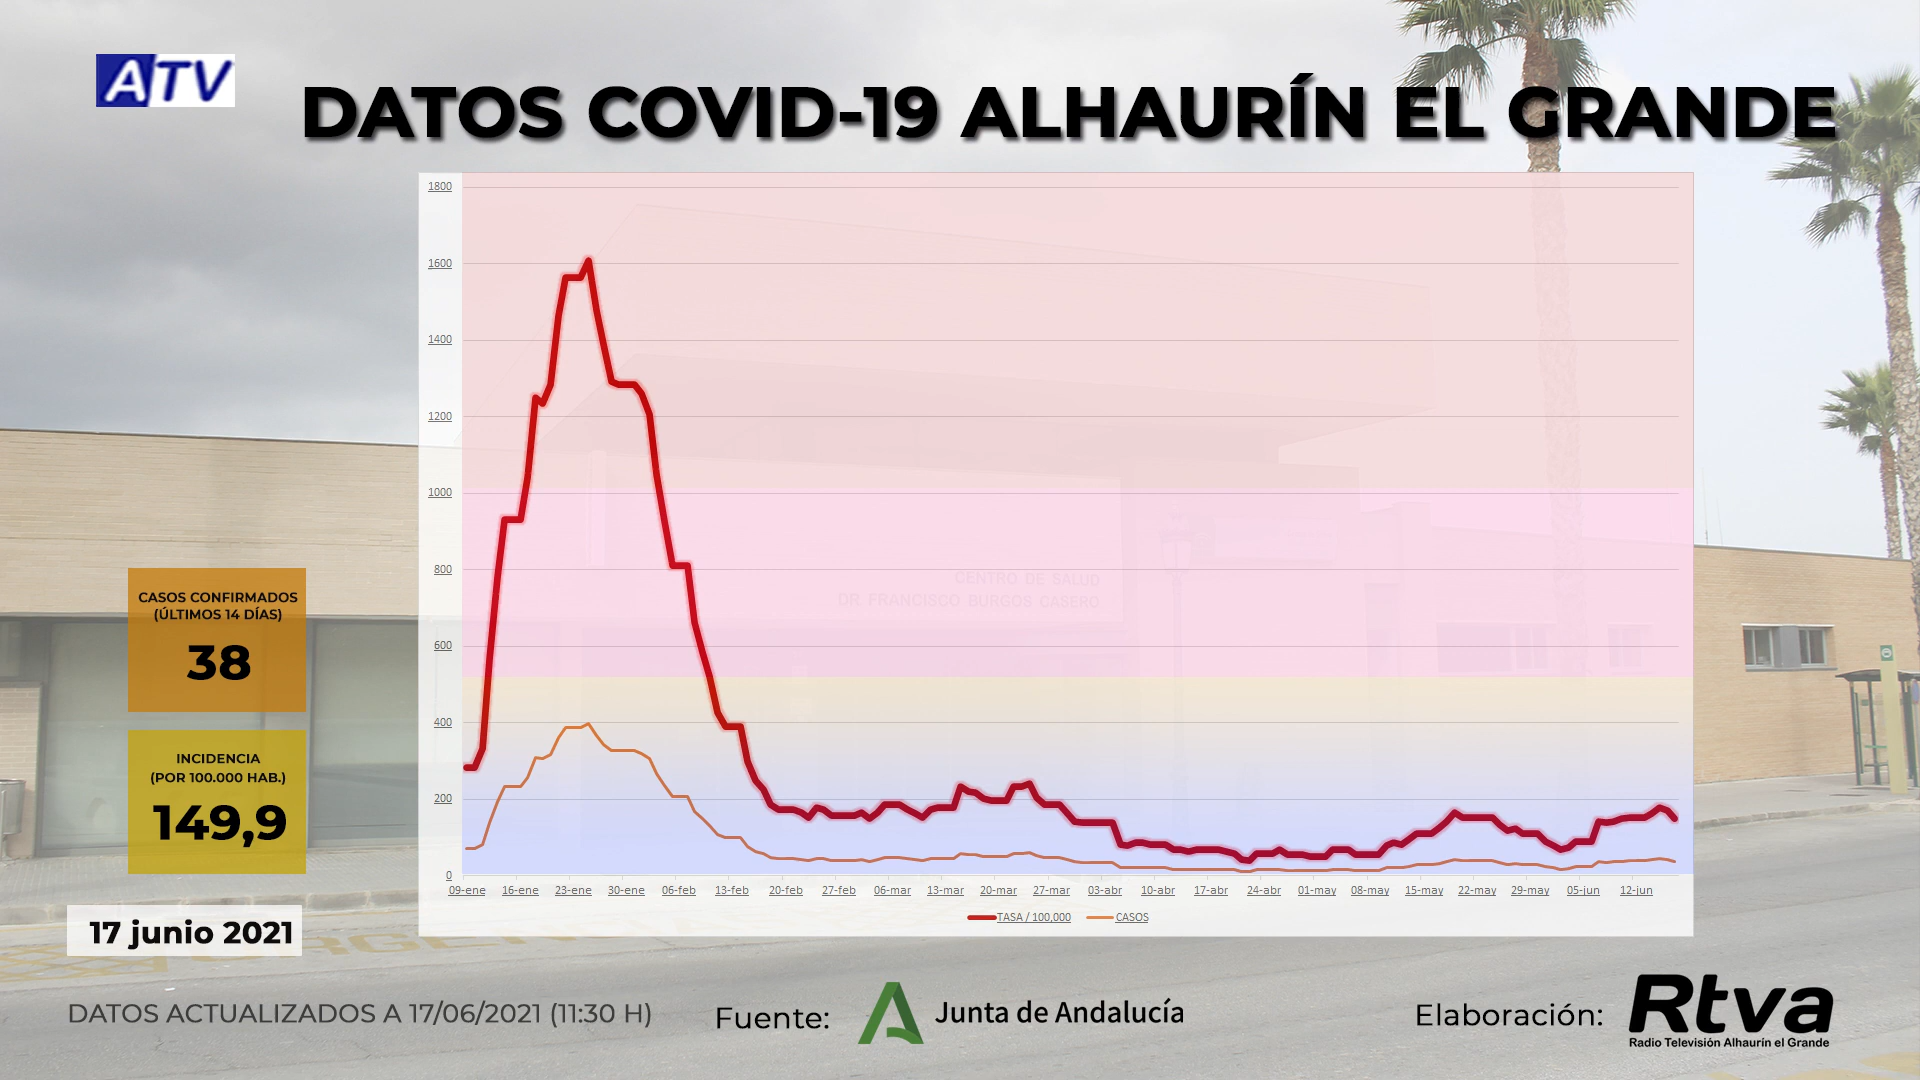 ATV
DATOS COVID-19 ALHAURÍN EL GRANDE
1800
1600
1400
1200
1000
800
600
400
200
0
CENTRO DE SALUD
DR. FRANCISCO BURGOS CASERO
09-ene 16-ene 23-ene 30-ene 06-feb 13-feb 20-feb 27-feb 06-mar 13-mar 20-mar 27-mar 03-abr 10-abr 17-abr 24-abr 01-may 08-may 15-may 22-may 29-may 05-jun 12-jun
TASA / 100,000 CASOS
CASOS CONFIRMADOS
(ÚLTIMOS 14 DÍAS)
38
INCIDENCIA
(POR 100.000 HAB.)
149,9
17 junio 2021
DATOS ACTUALIZADOS A 17/06/2021 (11:30 H)
Fuente:
Junta de Andalucía
Elaboración:
Rtva
Radio Televisión Alhaurín el Grande